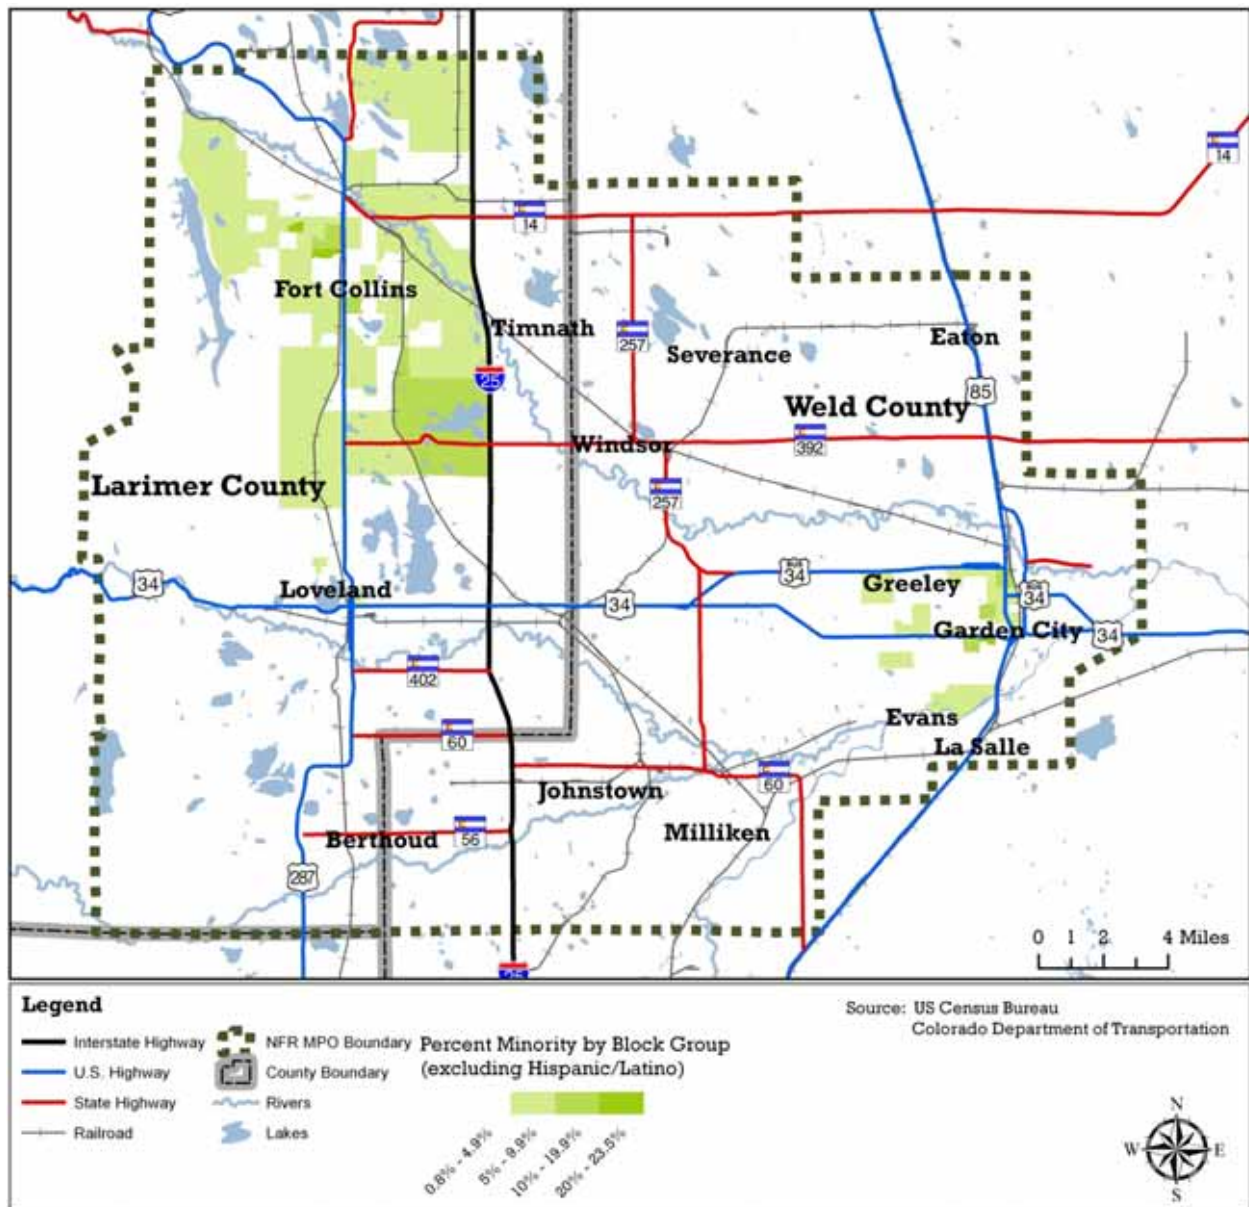 14
14
Fort Collins
Timnath
257
Severance
Eaton
25
85
Weld County
392
Windsor
Larimer County
257
34
34
Loveland
34
Greeley
34
Garden City
34
402
Evans
60
La Salle
60
Johnstown
Berthoud
56
Milliken
287
0 1 2 4 Miles
25
Legend
Interstate Highway
U.S. Highway
State Highway
Railroad
NFR MPO Boundary
County Boundary
Rivers
Lakes
Percent Minority by Block Group
(excluding Hispanic/Latino)
0.8% - 4.9%
5% - 9.9%
10% - 19.9%
20% - 23.5%
Source: US Census Bureau
Colorado Department of Transportation
N
W E
S